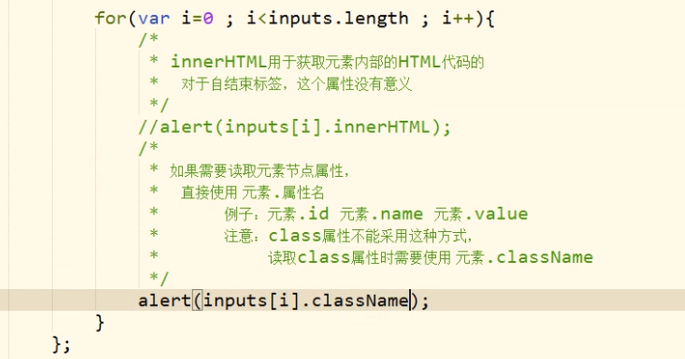 for(var i=0 ; i<inputs.length ; i++){
/*
* innerHTML用于获取元素内部的HTML代码的
* 对于自结束标签，这个属性没有意义
*/
//alert(inputs[i].innerHTML);
/*
* 如果需要读取元素节点属性，
* 直接使用 元素.属性名
* 例子：元素.id 元素.name 元素.value
* 注意：class属性不能采用这种方式，
* 读取class属性时需要使用 元素.className
*/
alert(inputs[i].className);
}
};